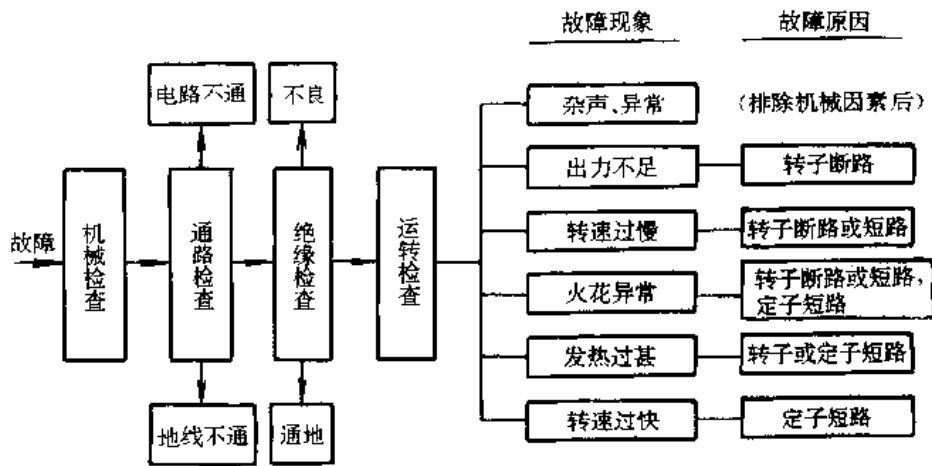 故障现象
故障原因
电路不通
不良
杂声、异常
（排除机械因素后）
出力不足
转子断路
故障
机械检查
通路检查
绝缘检查
运转检查
转速过慢
转子断路或短路
火花异常
转子断路或短路，
定子短路
发热过甚
转子或定子短路
地线不通
通地
转速过快
定子短路